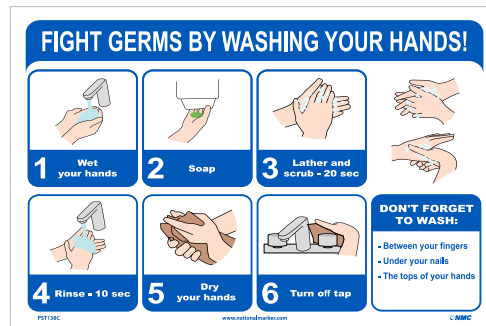 FIGHT GERMS BY WASHING YOUR HANDS!
1 Wet
your hands
2 Soap
3 Lather and
scrub - 20 sec
4 Rinse - 10 sec
5 Dry
your hands
6 Turn off tap
DON'T FORGET
TO WASH:
- Between your fingers
- Under your nails
- The tops of your hands
PST138C
www.nationalmarker.com
NMC